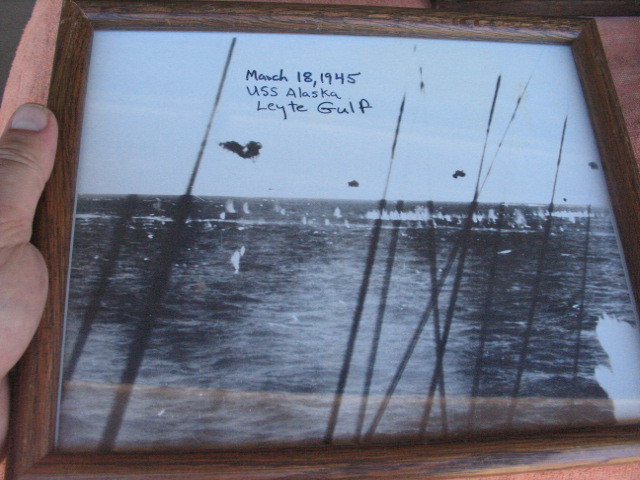 March 18, 1945
USS Alaska
Leyte Gulf